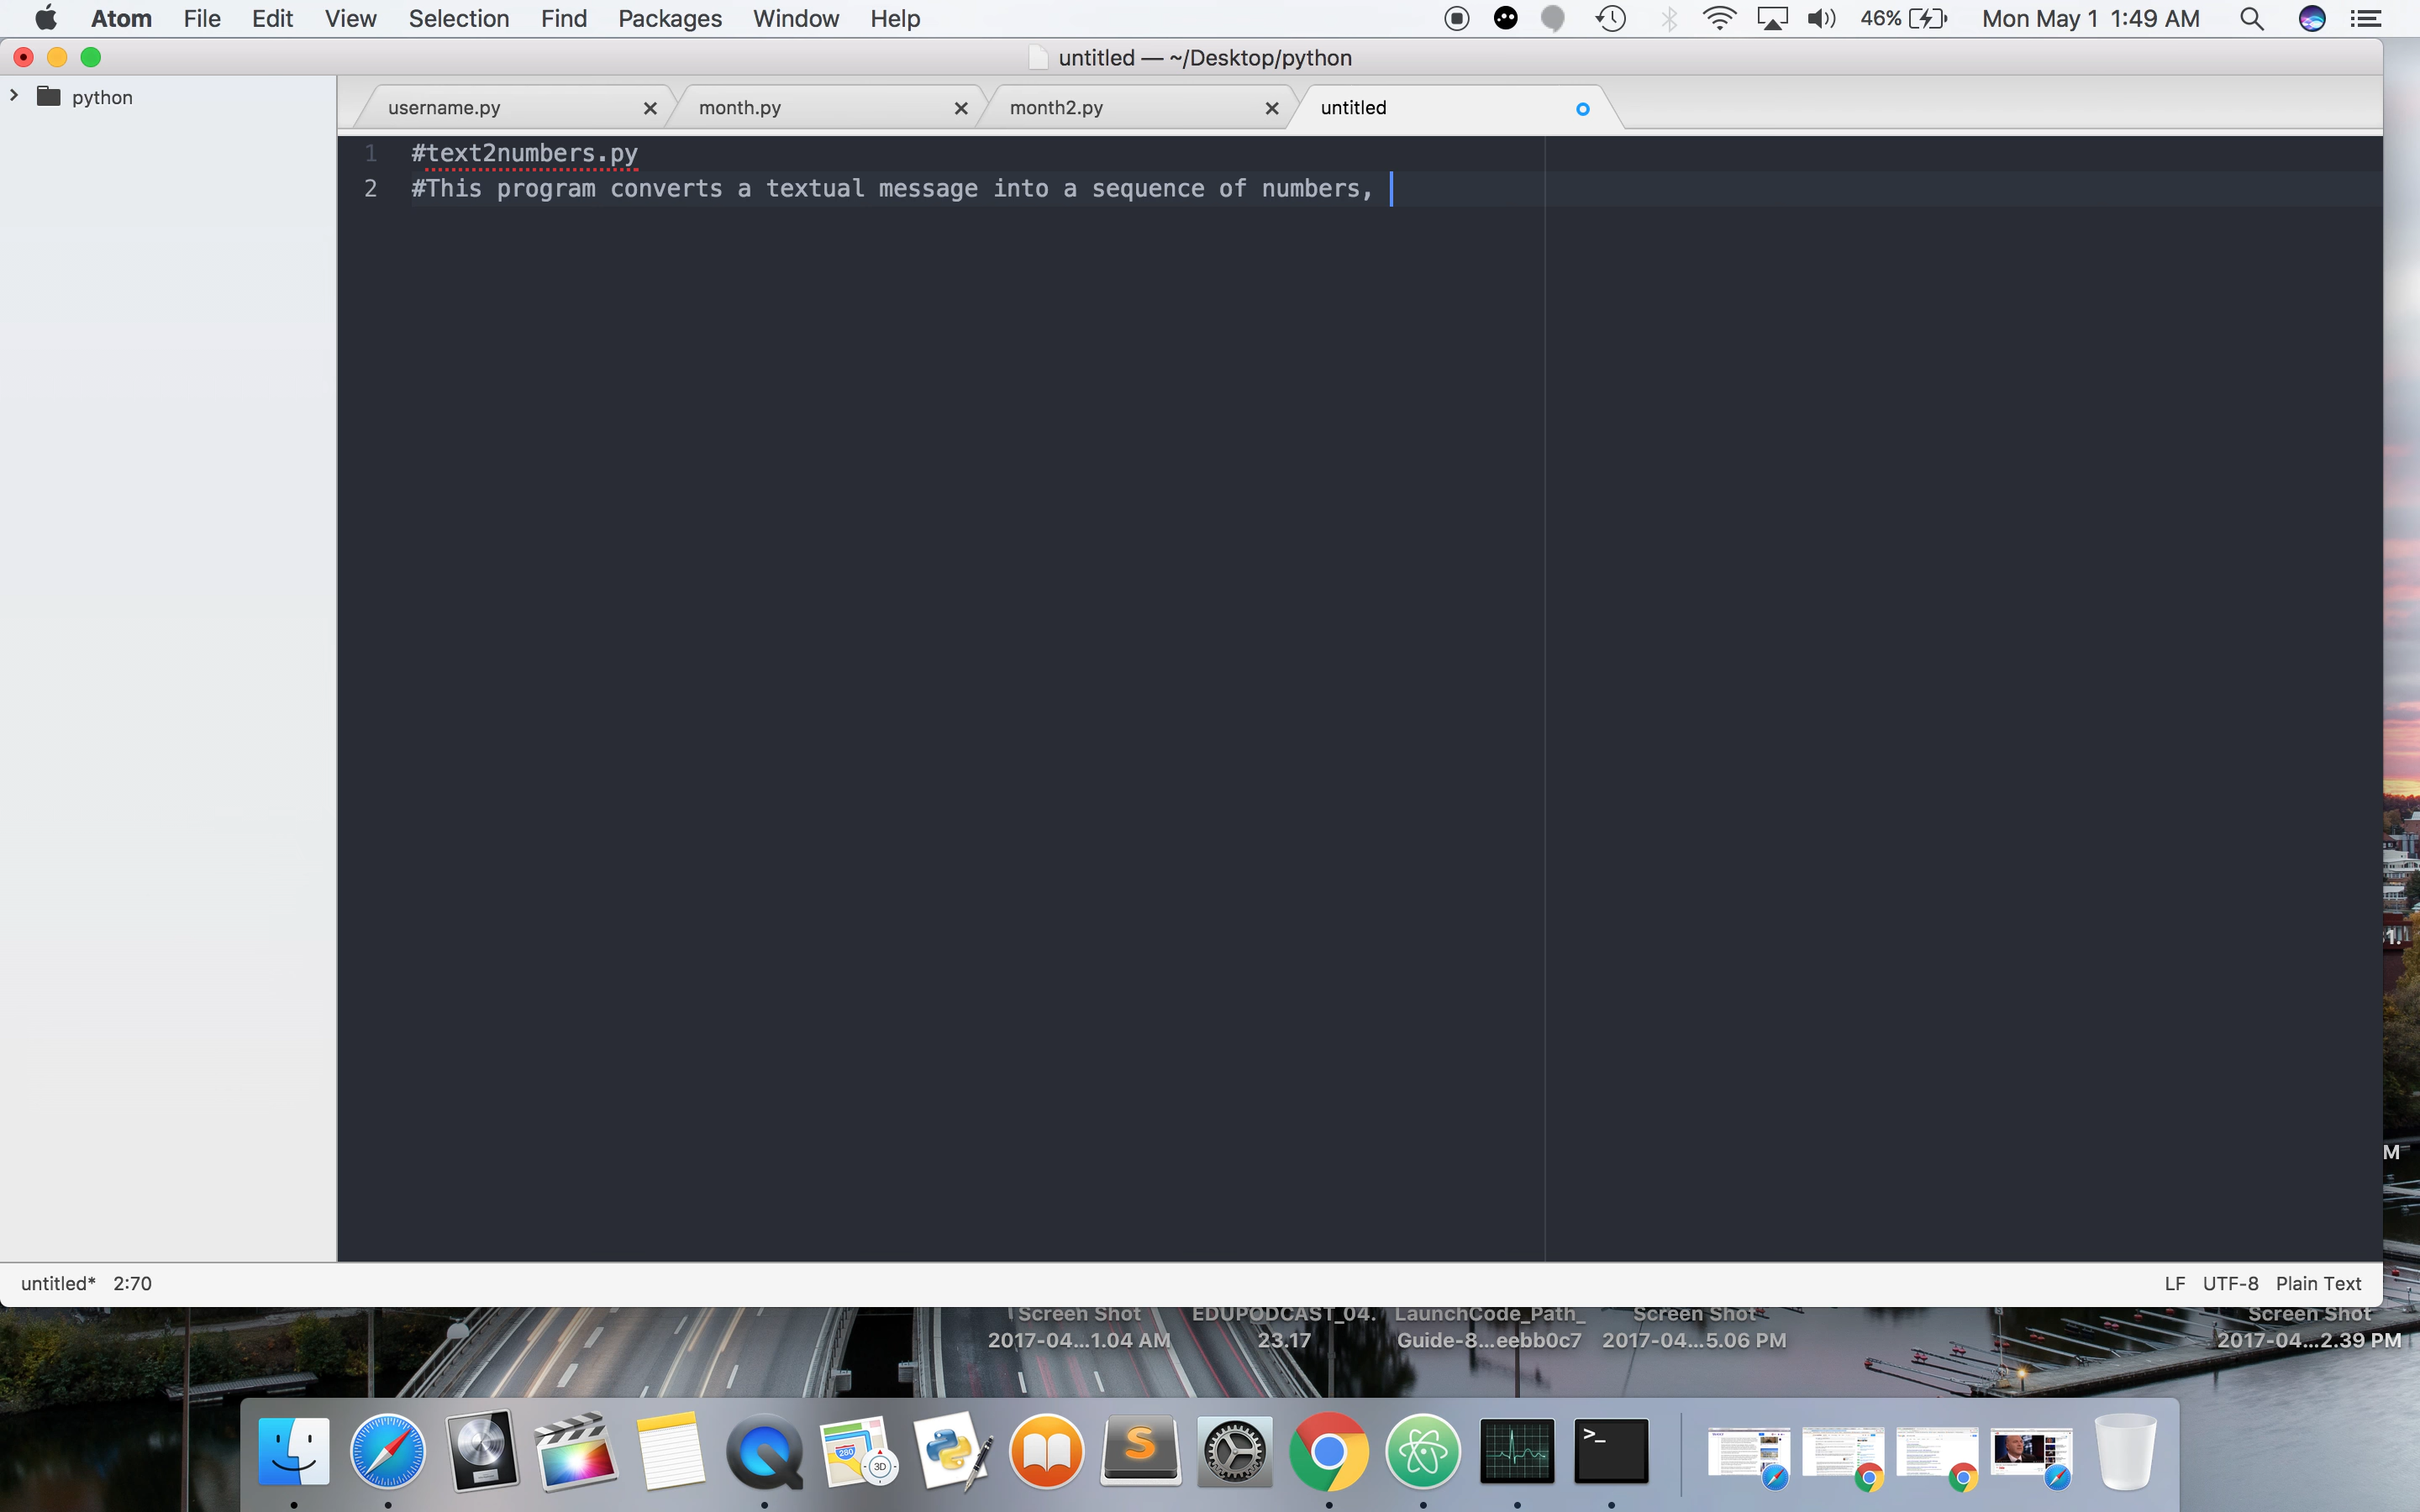 Atom File Edit View Selection Find Packages Window Help 46% Mon May 1 1:49 AM
untitled — ~/Desktop/python
python
username.py month.py month2.py untitled
1 #text2numbers.py
2 #This program converts a textual message into a sequence of numbers,
31.
M
untitled* 2:70 LF UTF-8 Plain Text
Screen Shot EDUPODCAST_04. LaunchCode_Path_ Screen Shot Screen Shot
2017-04...1.04 AM 23.17 Guide-8...eebb0c7 2017-04...5.06 PM 2017-04...2.39 PM
280
3D
S
>_